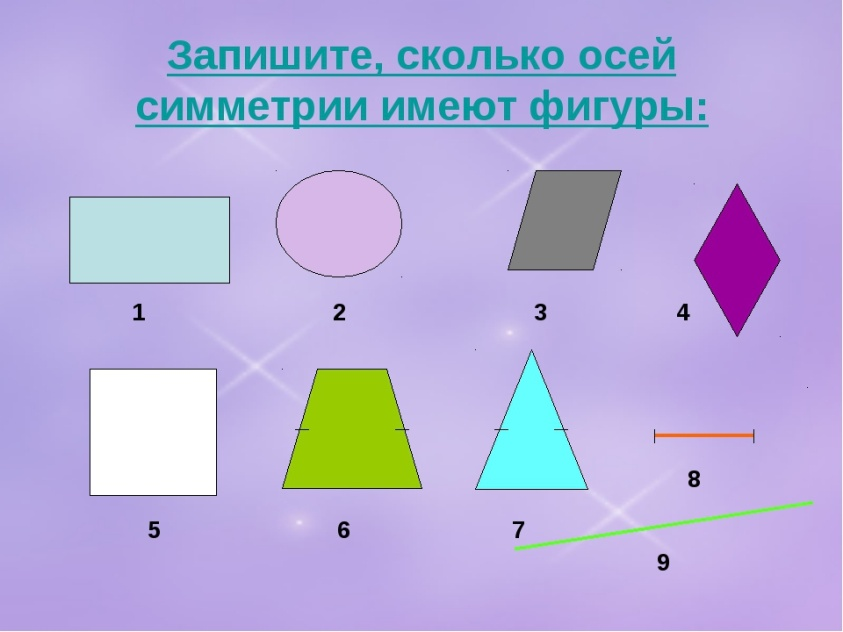 Запишите, сколько осей
симметрии имеют фигуры:
1 2 3 4
5 6 7 8
9